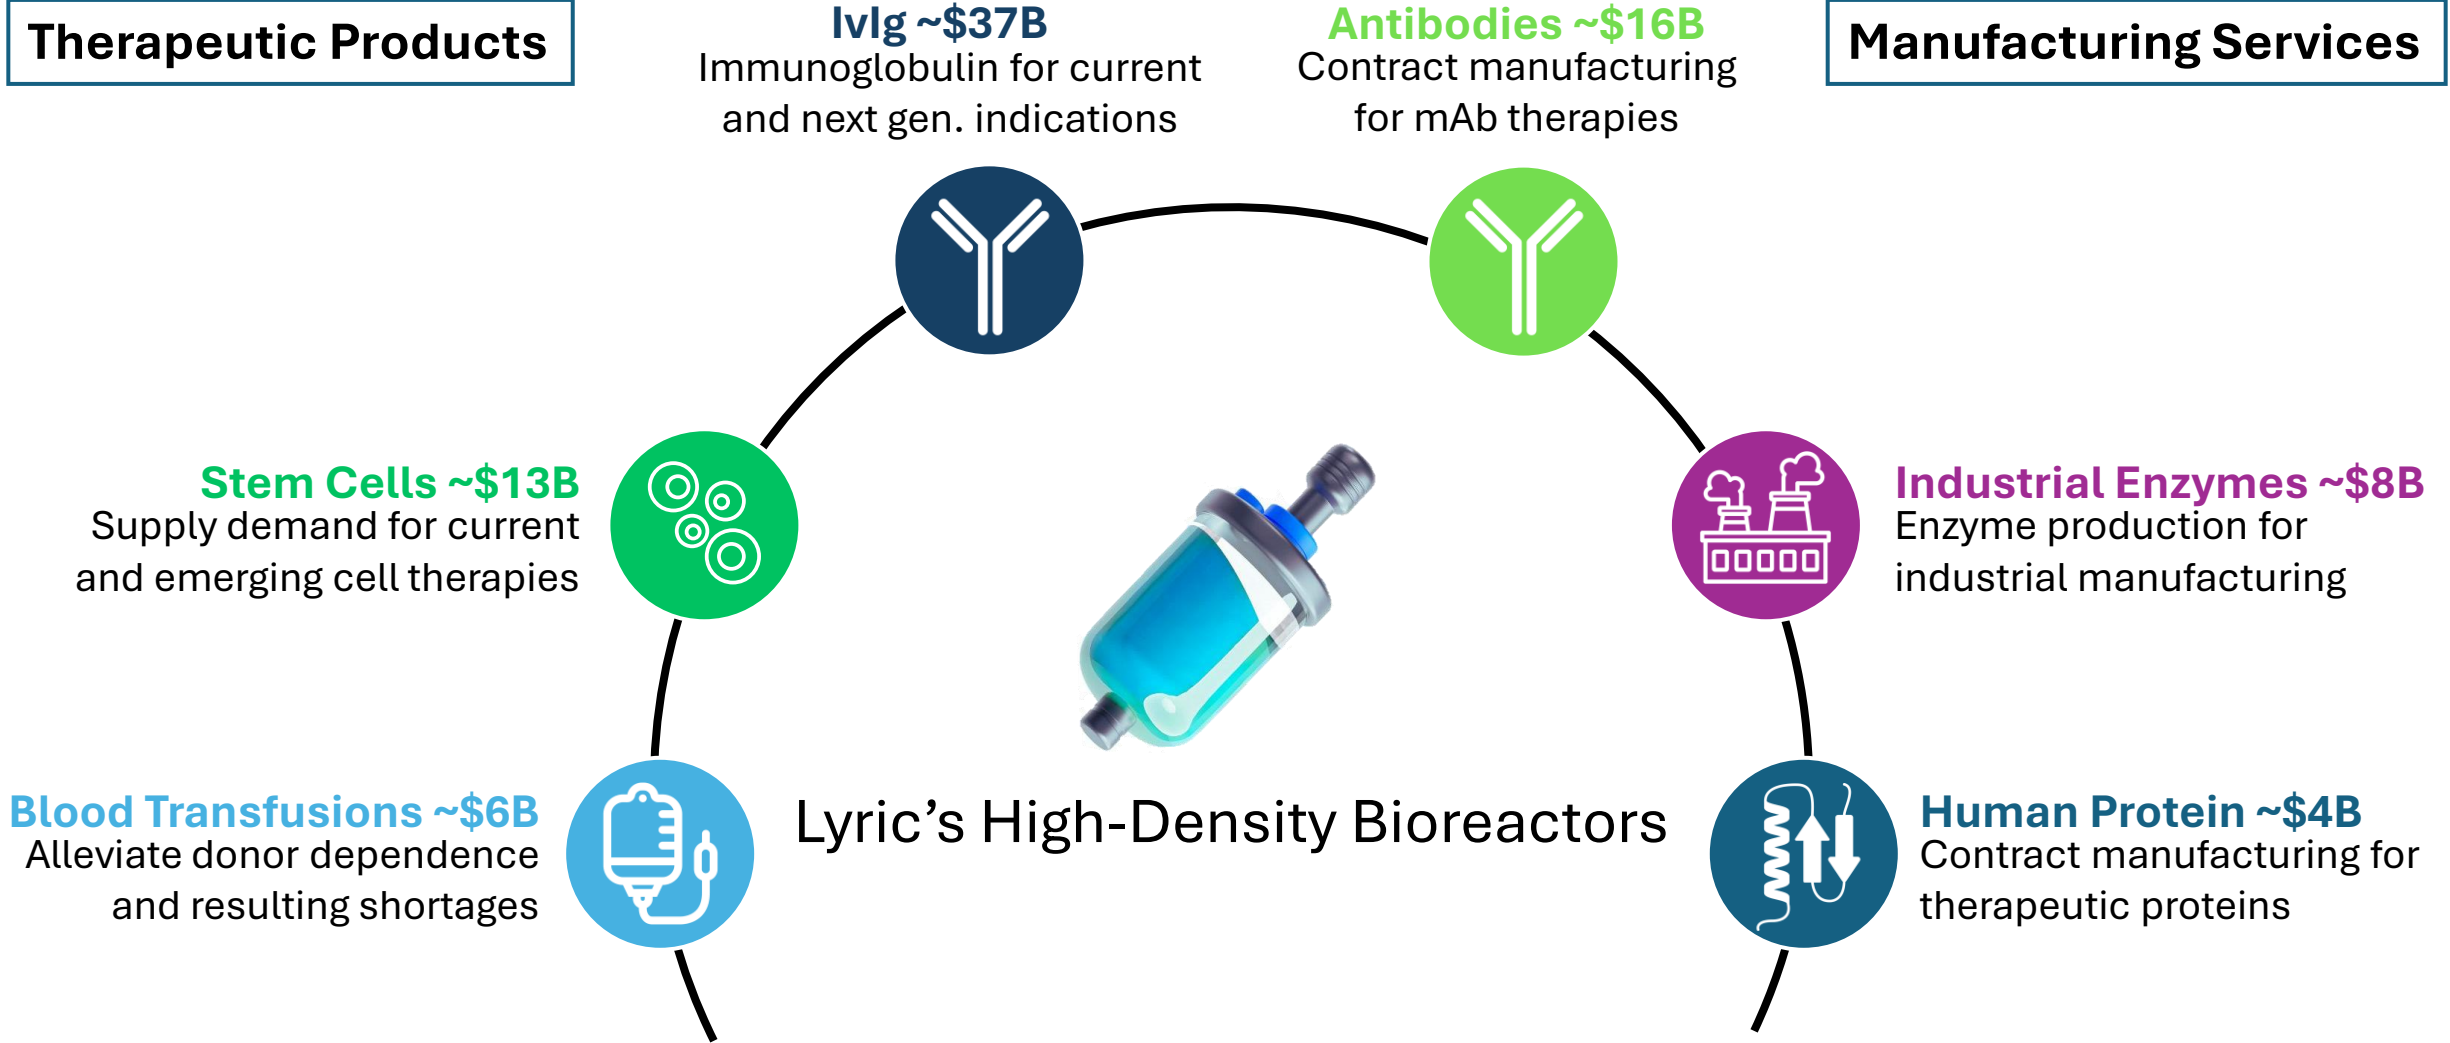 Therapeutic Products
IvIg ~$37B
Immunoglobulin for current
and next gen. indications
Antibodies ~$16B
Contract manufacturing
for mAb therapies
Manufacturing Services
Stem Cells ~$13B
Supply demand for current
and emerging cell therapies
Industrial Enzymes ~$8B
Enzyme production for
industrial manufacturing
Blood Transfusions ~$6B
Alleviate donor dependence
and resulting shortages
Lyric’s High-Density Bioreactors
Human Protein ~$4B
Contract manufacturing for
therapeutic proteins